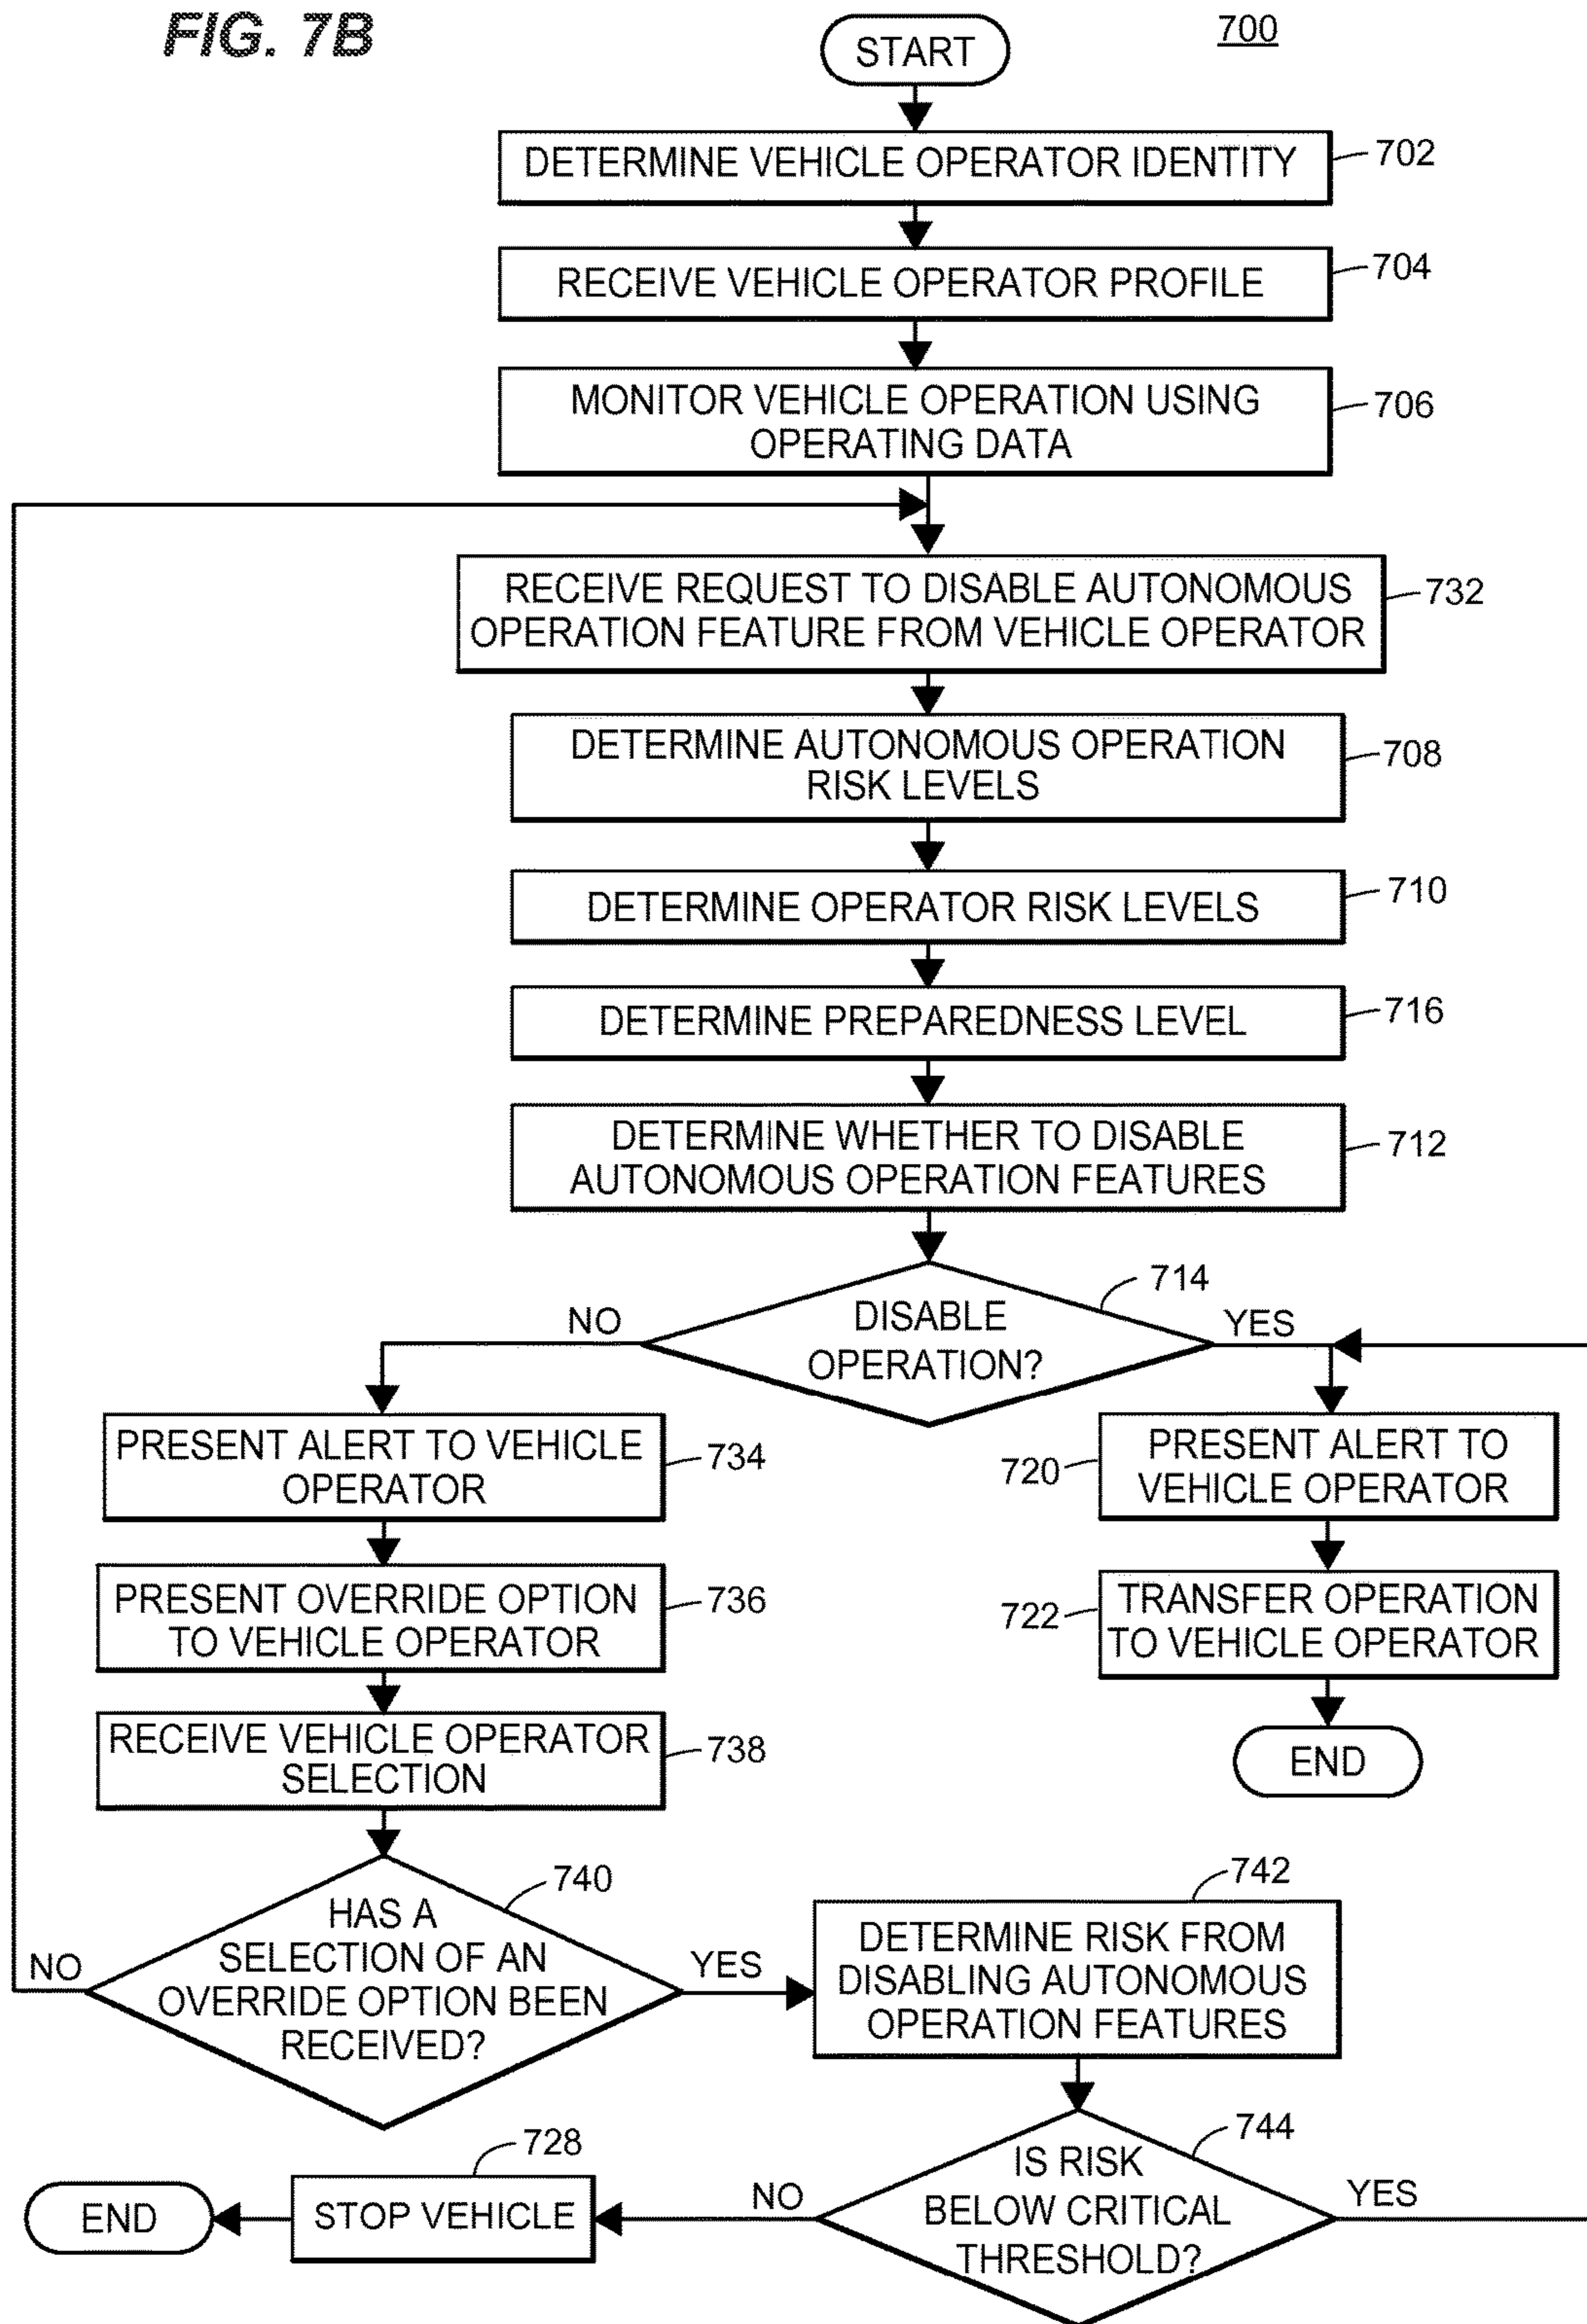 FIG. 7B
700
START
DETERMINE VEHICLE OPERATOR IDENTITY
702
RECEIVE VEHICLE OPERATOR PROFILE
704
MONITOR VEHICLE OPERATION USING
OPERATING DATA
706
RECEIVE REQUEST TO DISABLE AUTONOMOUS
OPERATION FEATURE FROM VEHICLE OPERATOR
732
DETERMINE AUTONOMOUS OPERATION
RISK LEVELS
708
DETERMINE OPERATOR RISK LEVELS
710
DETERMINE PREPAREDNESS LEVEL
716
DETERMINE WHETHER TO DISABLE
AUTONOMOUS OPERATION FEATURES
712
DISABLE
OPERATION?
714
NO
YES
PRESENT ALERT TO VEHICLE
OPERATOR
734
PRESENT ALERT TO
VEHICLE OPERATOR
720
PRESENT OVERRIDE OPTION
TO VEHICLE OPERATOR
736
TRANSFER OPERATION
TO VEHICLE OPERATOR
722
RECEIVE VEHICLE OPERATOR
SELECTION
738
END
HAS A
SELECTION OF AN
OVERRIDE OPTION BEEN
RECEIVED?
740
NO
YES
DETERMINE RISK FROM
DISABLING AUTONOMOUS
OPERATION FEATURES
742
IS RISK
BELOW CRITICAL
THRESHOLD?
744
NO
YES
STOP VEHICLE
728
END